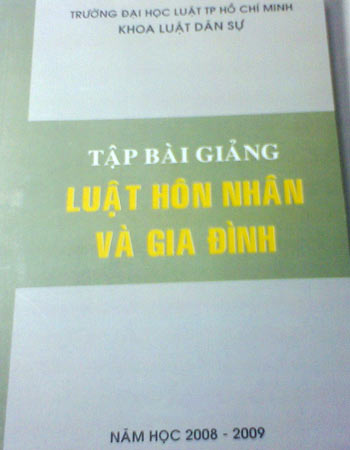 TRƯỜNG ĐẠI HỌC LUẬT TP HỒ CHÍ MINH
KHOA LUẬT DÂN SỰ
TẬP BÀI GIẢNG
LUẬT HÔN NHÂN
VÀ GIA ĐÌNH
NĂM HỌC 2008 - 2009